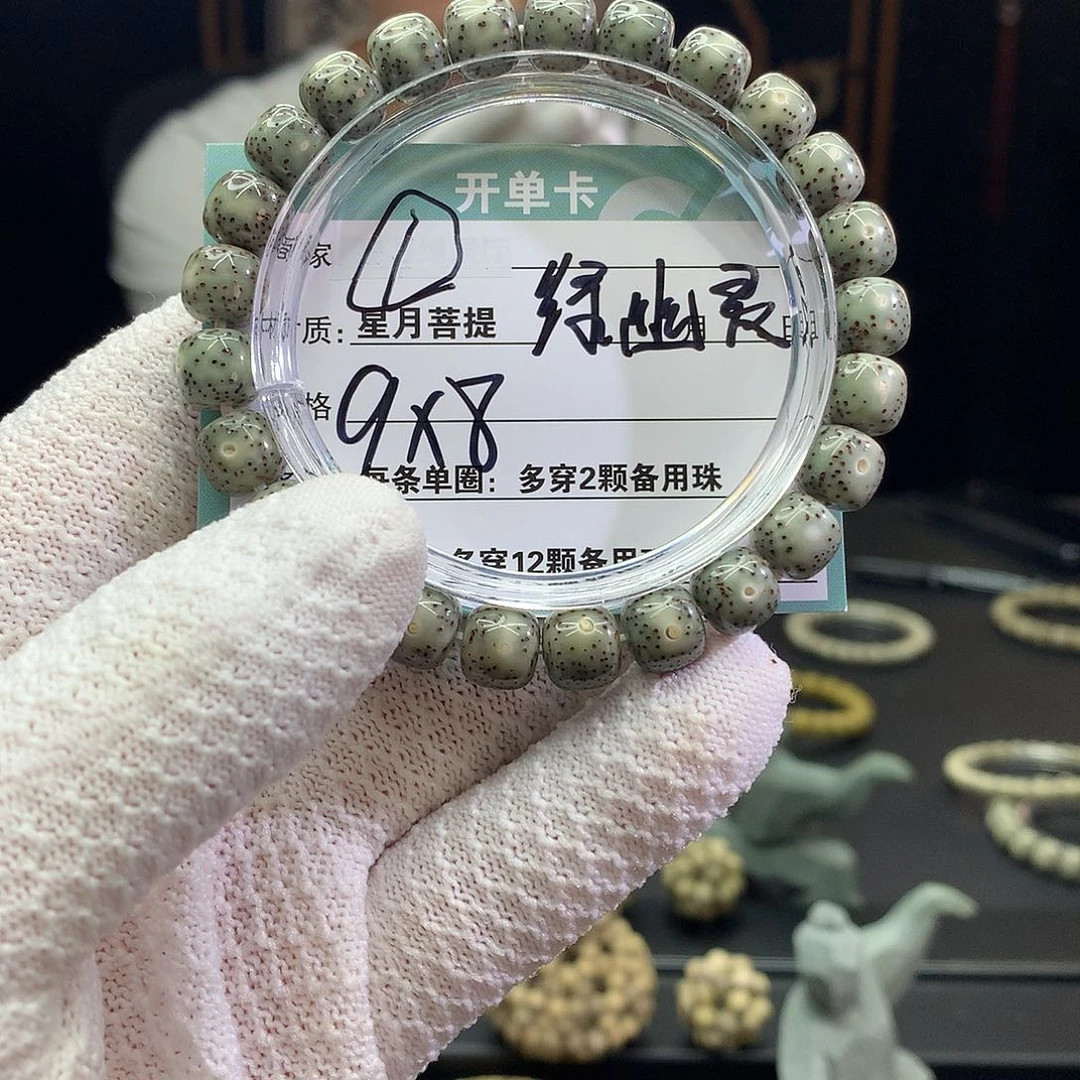 开单卡
家 ①
质：星月菩提 绿幽灵
格 9x8
每条单圈：多穿2颗备用珠
多穿12颗备用